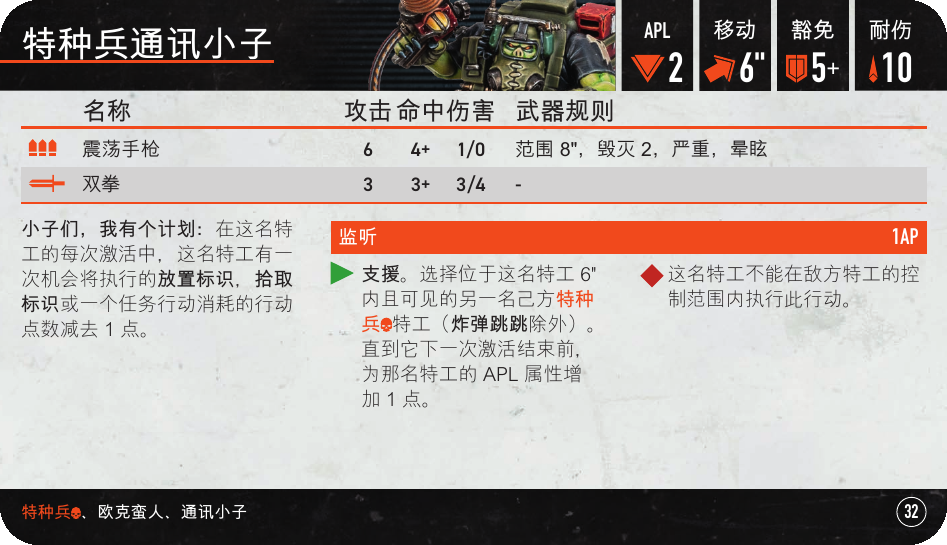 特种兵通讯小子
APL 移动 豁免 耐伤
2 6" 5+ 10
名称 攻击 命中 伤害 武器规则
震荡手枪 6 4+ 1/0 范围 8"，毁灭 2，严重，晕眩
双拳 3 3+ 3/4 -
小子们，我有个计划：在这名特
工的每次激活中，这名特工有一
次机会将执行的放置标识，拾取
标识或一个任务行动消耗的行动
点数减去 1 点。
监听 1AP
支援。选择位于这名特工 6"
内且可见的另一名己方特种
兵特工（炸弹跳跳除外）。
直到它下一次激活结束前，
为那名特工的 APL 属性增
加 1 点。
这名特工不能在敌方特工的控
制范围内执行此行动。
特种兵、欧克蛮人、通讯小子
32